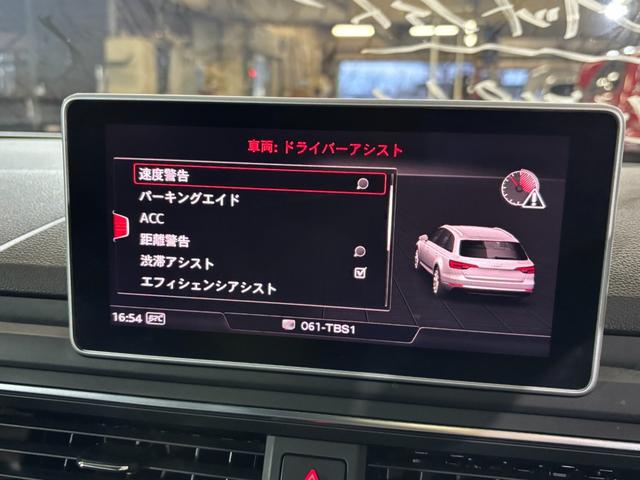 車両: ドライバーアシスト
速度警告
パーキングエイド
ACC
距離警告
渋滞アシスト
エフィシェンシアシスト
16:54 ETC 061-TBS1